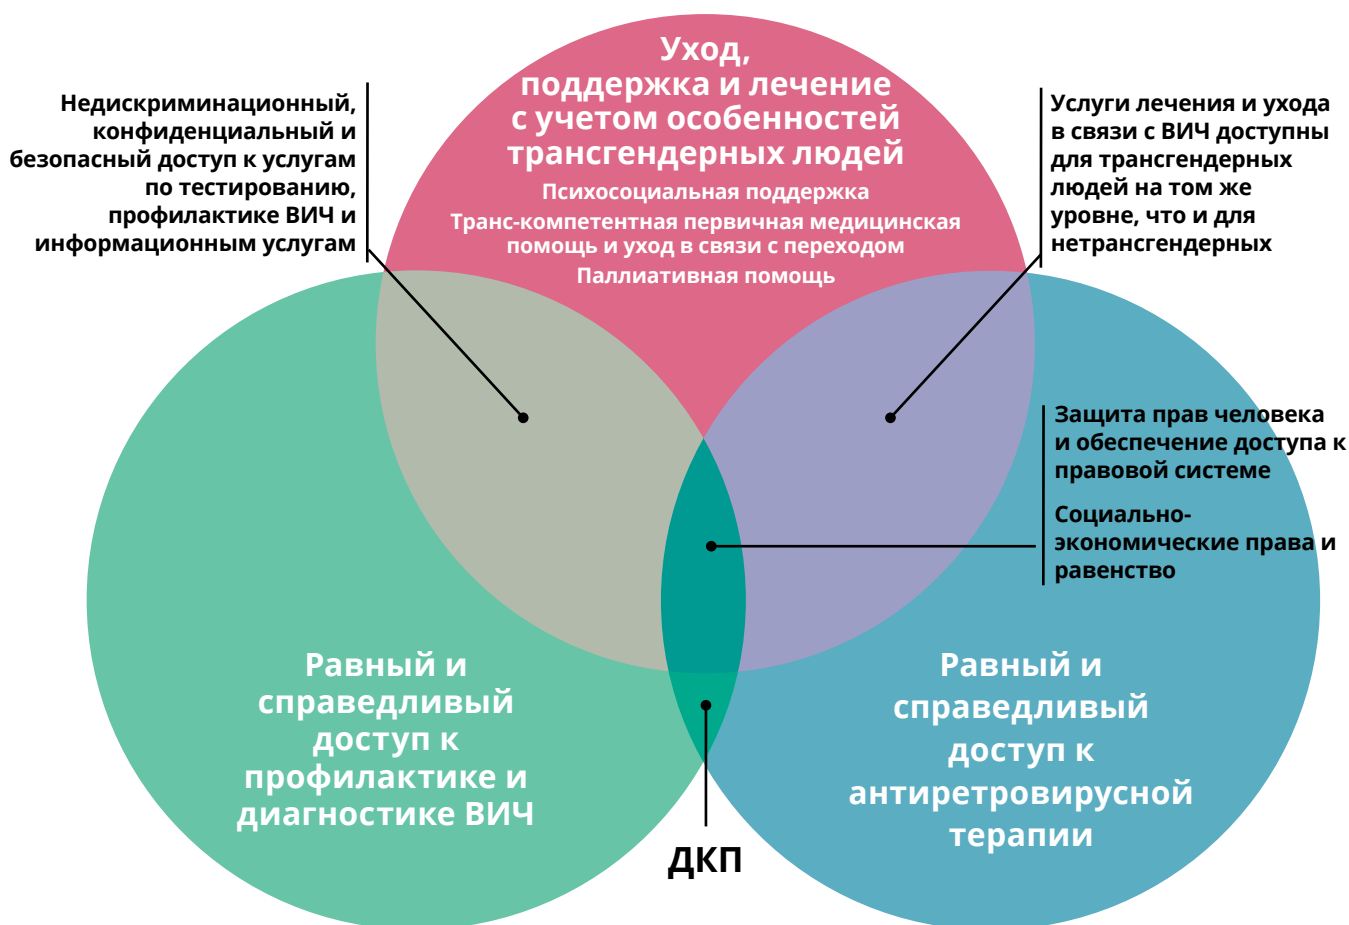 Уход,
поддержка и лечение
с учетом особенностей
трансгендерных людей
Психосоциальная поддержка
Транс-компетентная первичная медицинская
помощь и уход в связи с переходом
Паллиативная помощь
Недискриминационный,
конфиденциальный и
безопасный доступ к услугам
по тестированию,
профилактике ВИЧ и
информационным услугам
Услуги лечения и ухода
в связи с ВИЧ доступны
для трансгендерных
людей на том же
уровне, что и для
нетрансгендерных
Защита прав человека
и обеспечение доступа к
правовой системе
Социально-
экономические права и
равенство
Равный и
справедливый
доступ к
профилактике и
диагностике ВИЧ
Равный и
справедливый
доступ к
антиретровирусной
терапии
ДКП